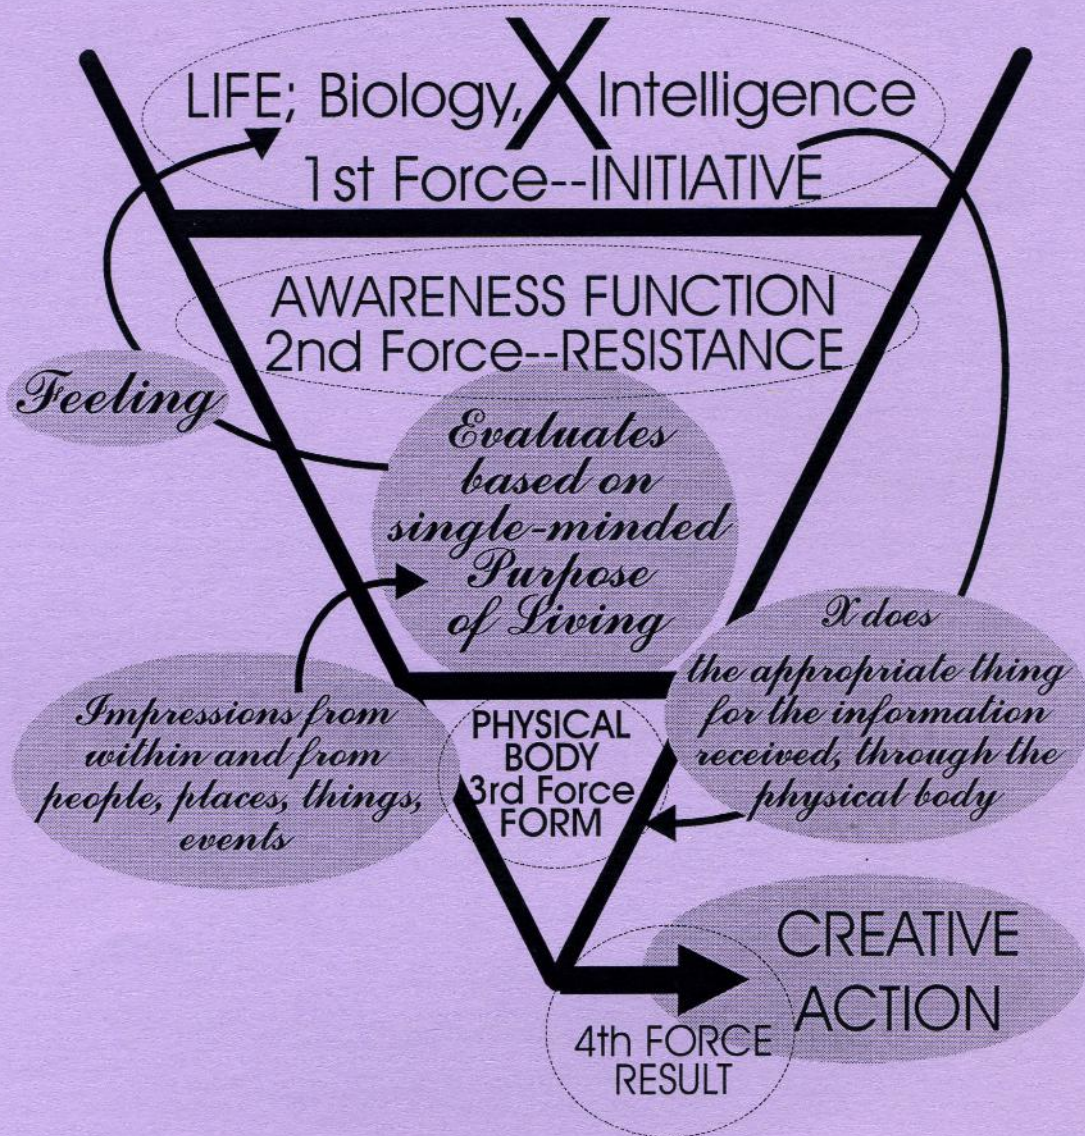 LIFE; Biology, X Intelligence
1st Force--INITIATIVE
AWARENESS FUNCTION
2nd Force--RESISTANCE
Feeling
Evaluates
based on
single-minded
Purpose
of Living
Impressions from
within and from
people, places, things,
events
X does
the appropriate thing
for the information
received, through the
physical body
PHYSICAL
BODY
3rd Force
FORM
CREATIVE
ACTION
4th FORCE
RESULT